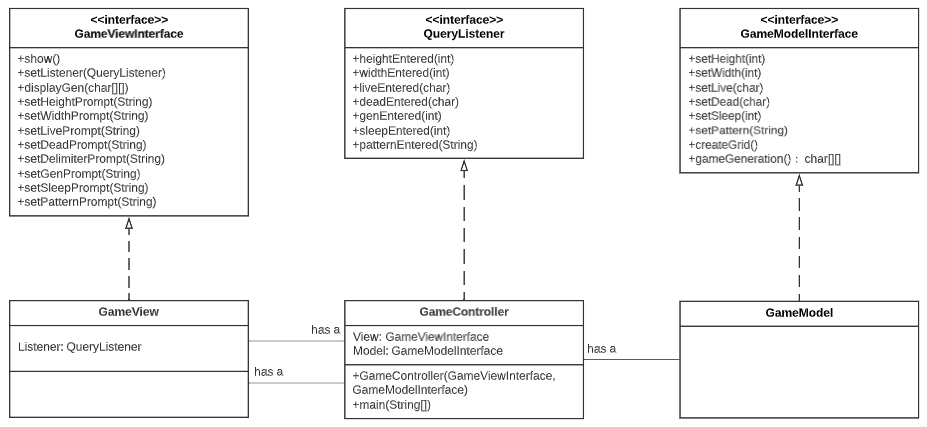 <<interface>>
GameViewInterface
+show()
+setListener(QueryListener)
+displayGen(char[][])
+setHeightPrompt(String)
+setWidthPrompt(String)
+setLivePrompt(String)
+setDeadPrompt(String)
+setDelimiterPrompt(String)
+setGenPrompt(String)
+setSleepPrompt(String)
+setPatternPrompt(String)
<<interface>>
QueryListener
+heightEntered(int)
+widthEntered(int)
+liveEntered(char)
+deadEntered(char)
+genEntered(int)
+sleepEntered(int)
+patternEntered(String)
<<interface>>
GameModelInterface
+setHeight(int)
+setWidth(int)
+setLive(char)
+setDead(char)
+setSleep(int)
+setPattern(String)
+createGrid()
+gameGeneration() : char[][]
GameView
Listener: QueryListener
has a
has a
GameController
View: GameViewInterface
Model: GameModelInterface
+GameController(GameViewInterface,
GameModelInterface)
+main(String[])
has a
GameModel